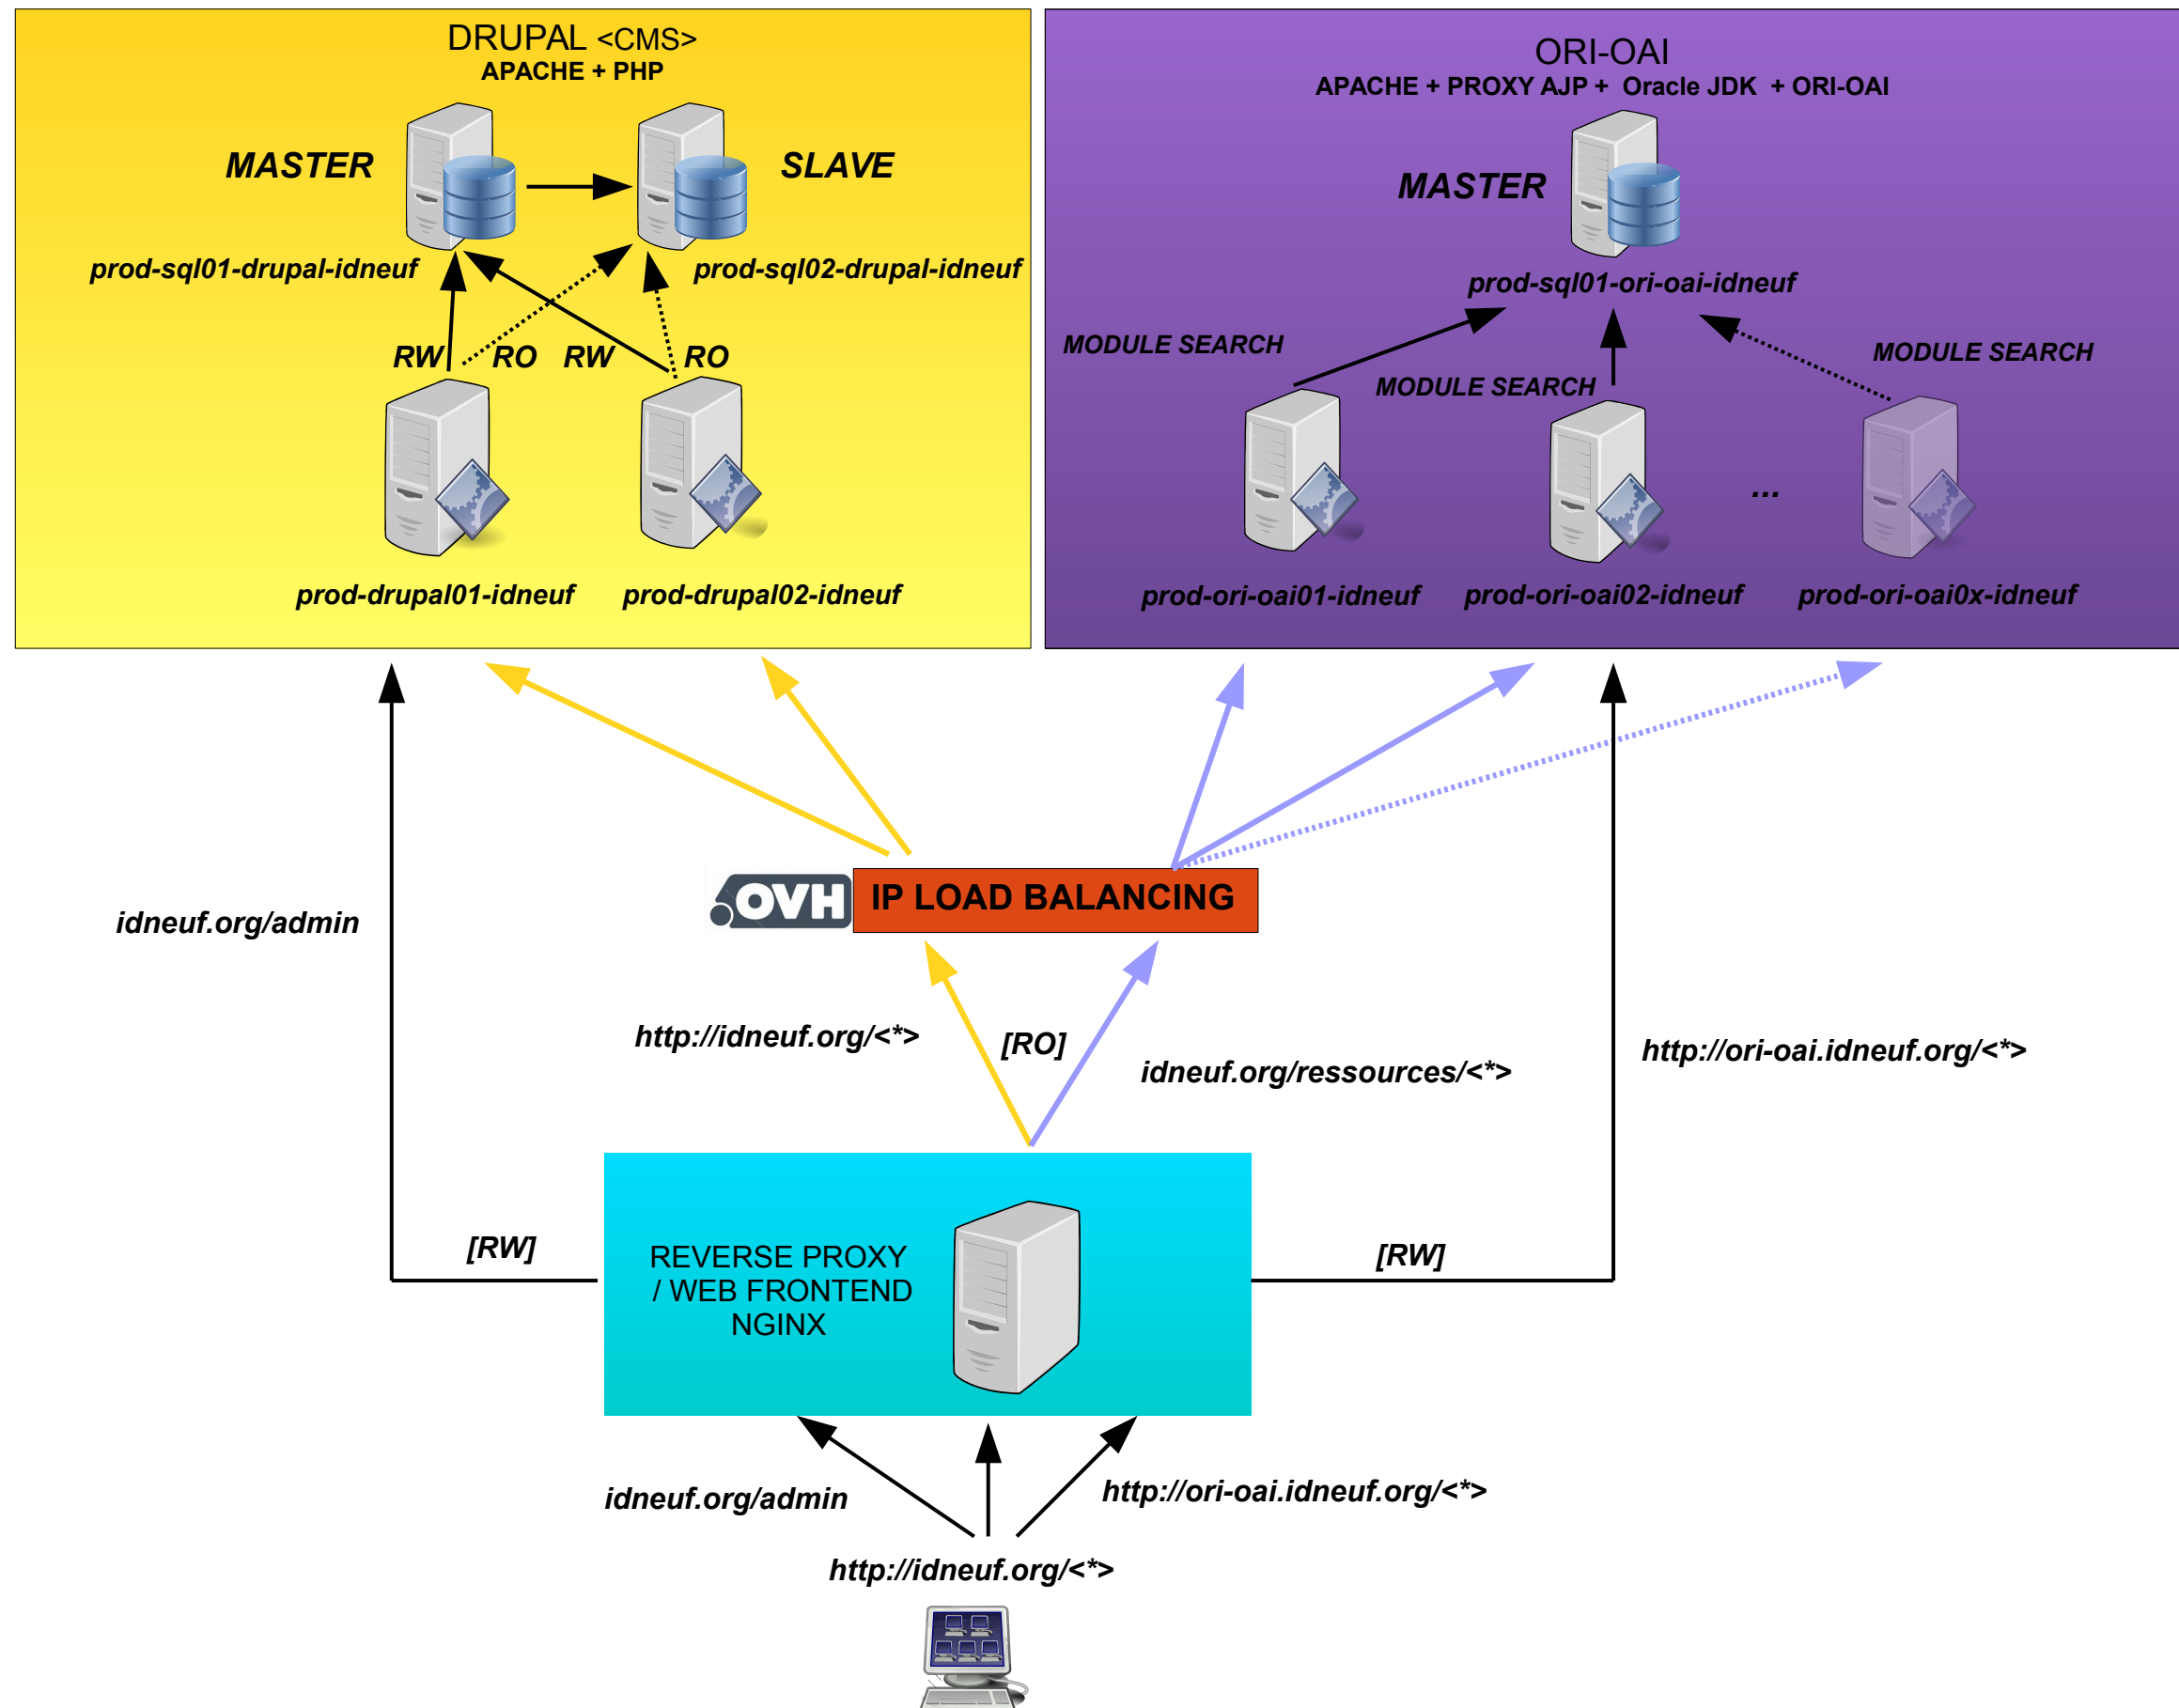 DRUPAL <CMS>
APACHE + PHP
MASTER
SLAVE
prod-sql01-drupal-idneuf
prod-sql02-drupal-idneuf
RW
RO
RW
RO
prod-drupal01-idneuf
prod-drupal02-idneuf
ORI-OAI
APACHE + PROXY AJP + Oracle JDK + ORI-OAI
MASTER
prod-sql01-ori-oai-idneuf
MODULE SEARCH
MODULE SEARCH
MODULE SEARCH
...
prod-ori-oai01-idneuf
prod-ori-oai02-idneuf
prod-ori-oai0x-idneuf
OVH
IP LOAD BALANCING
idneuf.org/admin
http://idneuf.org/<*>
[RO]
idneuf.org/ressources/<*>
http://ori-oai.idneuf.org/<*>
[RW]
REVERSE PROXY
/ WEB FRONTEND
NGINX
[RW]
idneuf.org/admin
http://ori-oai.idneuf.org/<*>
http://idneuf.org/<*>